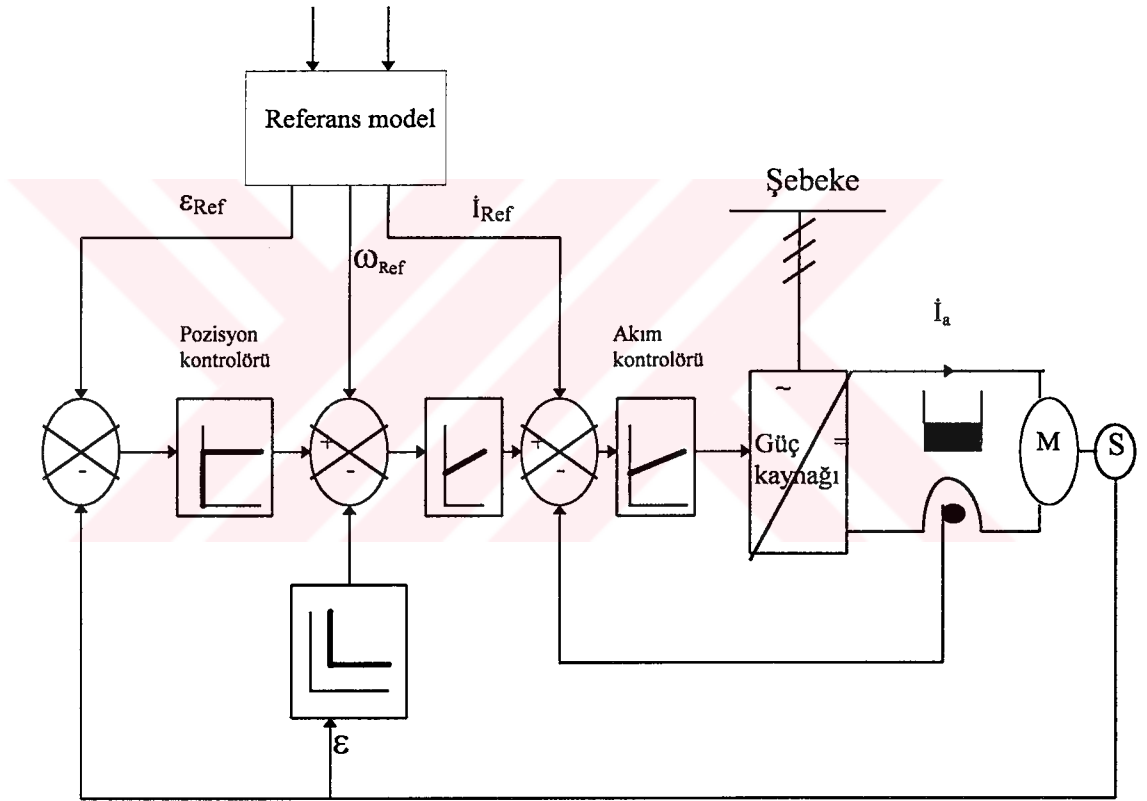 Referans model
Şebeke
εRef
İRef
ωRef
İa
Pozisyon
kontrolörü
Akım
kontrolörü
~
-
+
-
+
-
Güç
kaynağı
=
M
S
ε